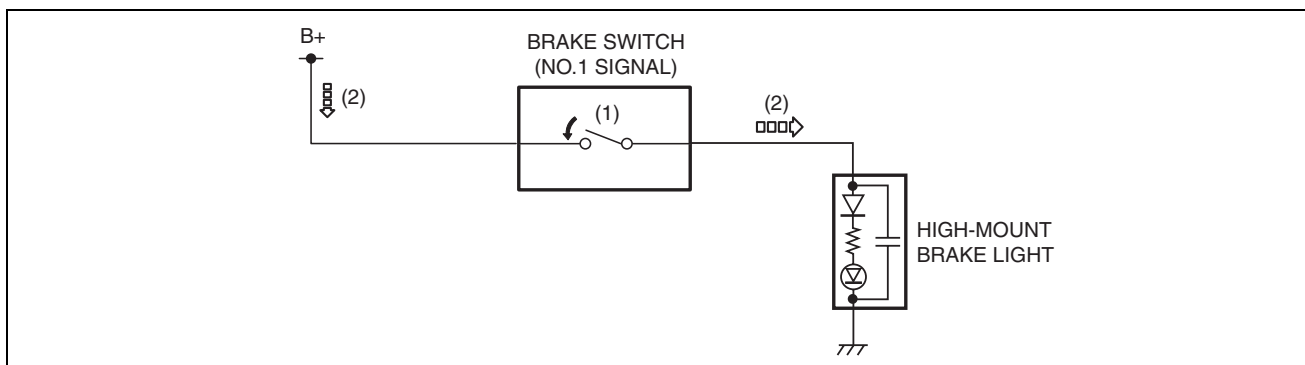 B+
BRAKE SWITCH
(NO.1 SIGNAL)
(2)
(1)
(2)
HIGH-MOUNT
BRAKE LIGHT